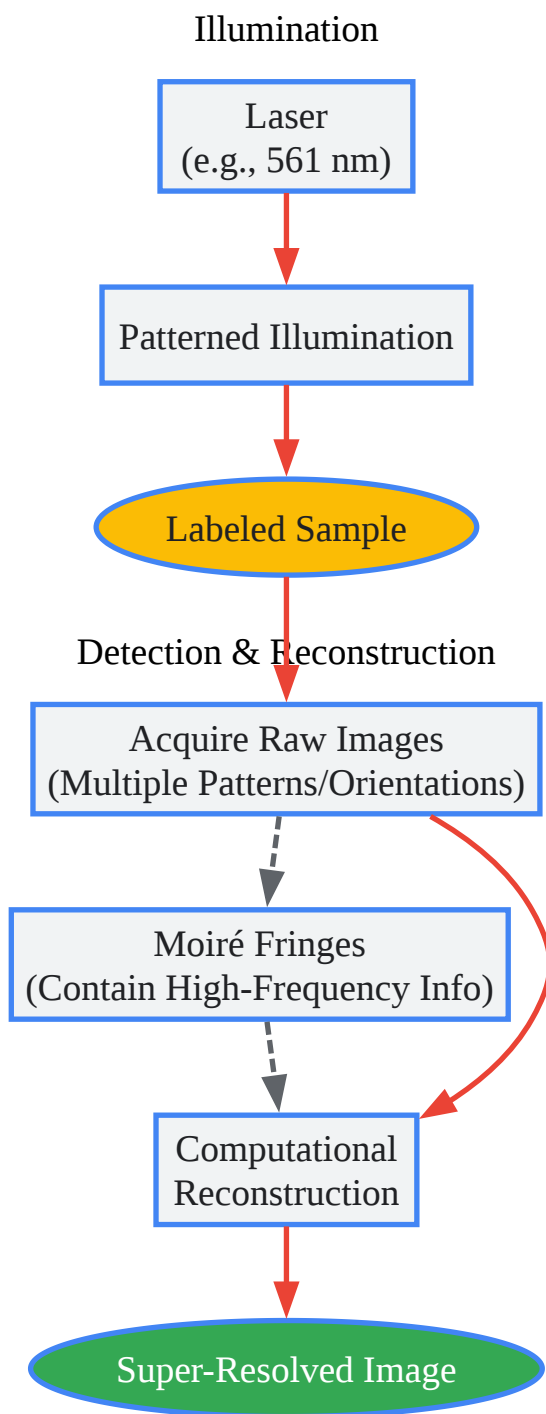 Illumination
Laser
(e.g., 561 nm)
Patterned Illumination
Labeled Sample
Detection & Reconstruction
Acquire Raw Images
(Multiple Patterns/Orientations)
Moiré Fringes
(Contain High-Frequency Info)
Computational
Reconstruction
Super-Resolved Image